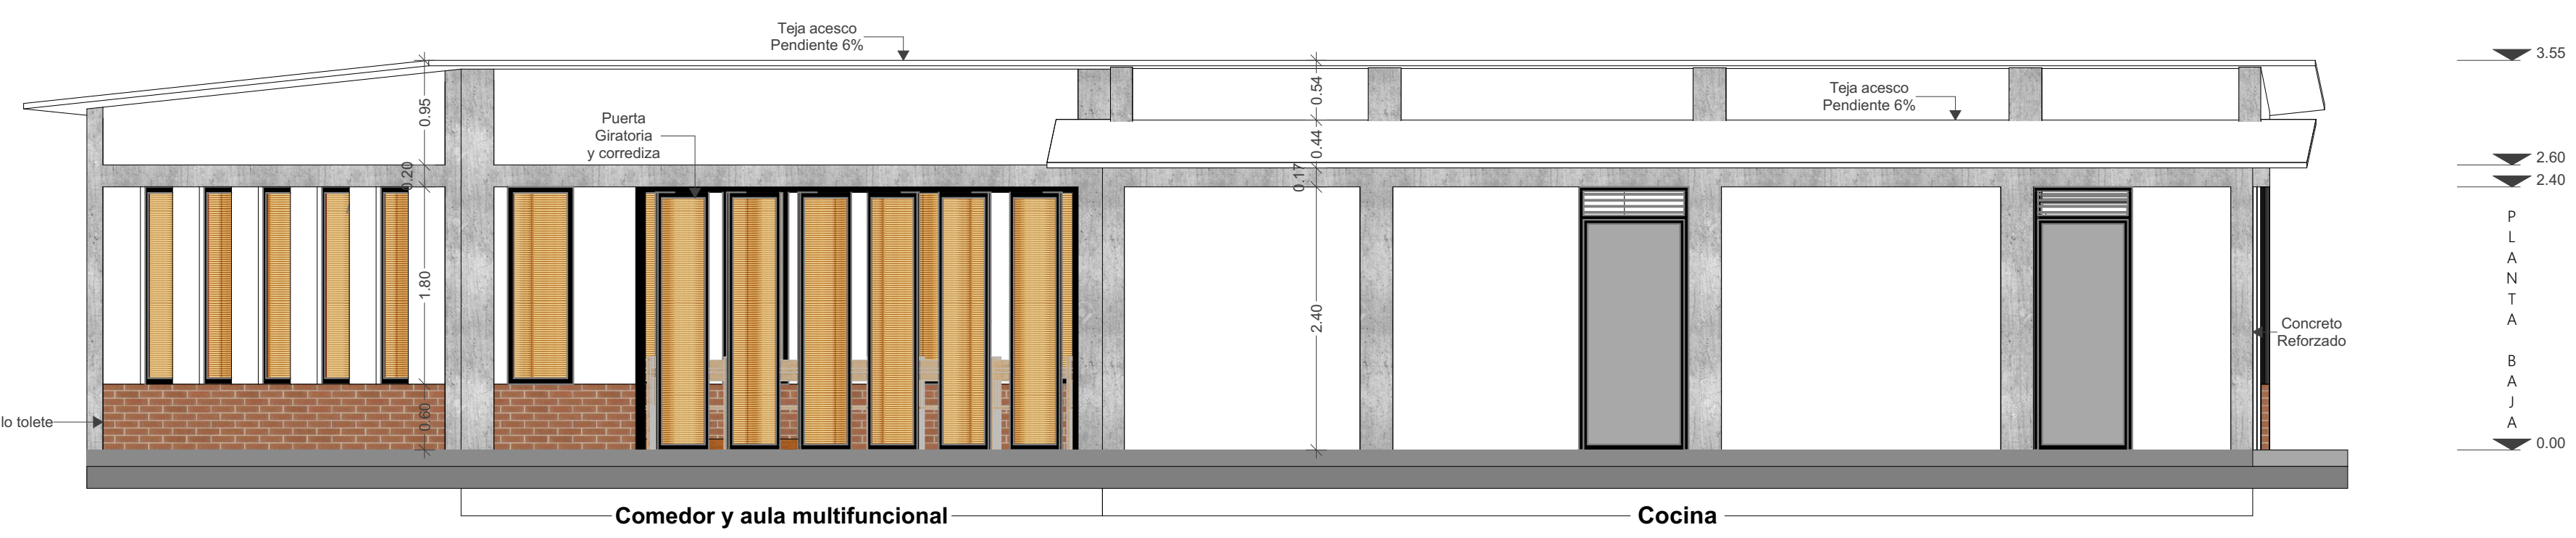 Teja acesco
Pendiente 6%
3.55
0.54
Teja acesco
Pendiente 6%
0.95
Puerta
Giratoria
y corrediza
0.44
2.60
0.20
0.17
2.40
P
L
A
N
T
A
B
A
J
A
1.80
2.40
Concreto
Reforzado
0.60
lo tolete
0.00
Comedor y aula multifuncional
Cocina